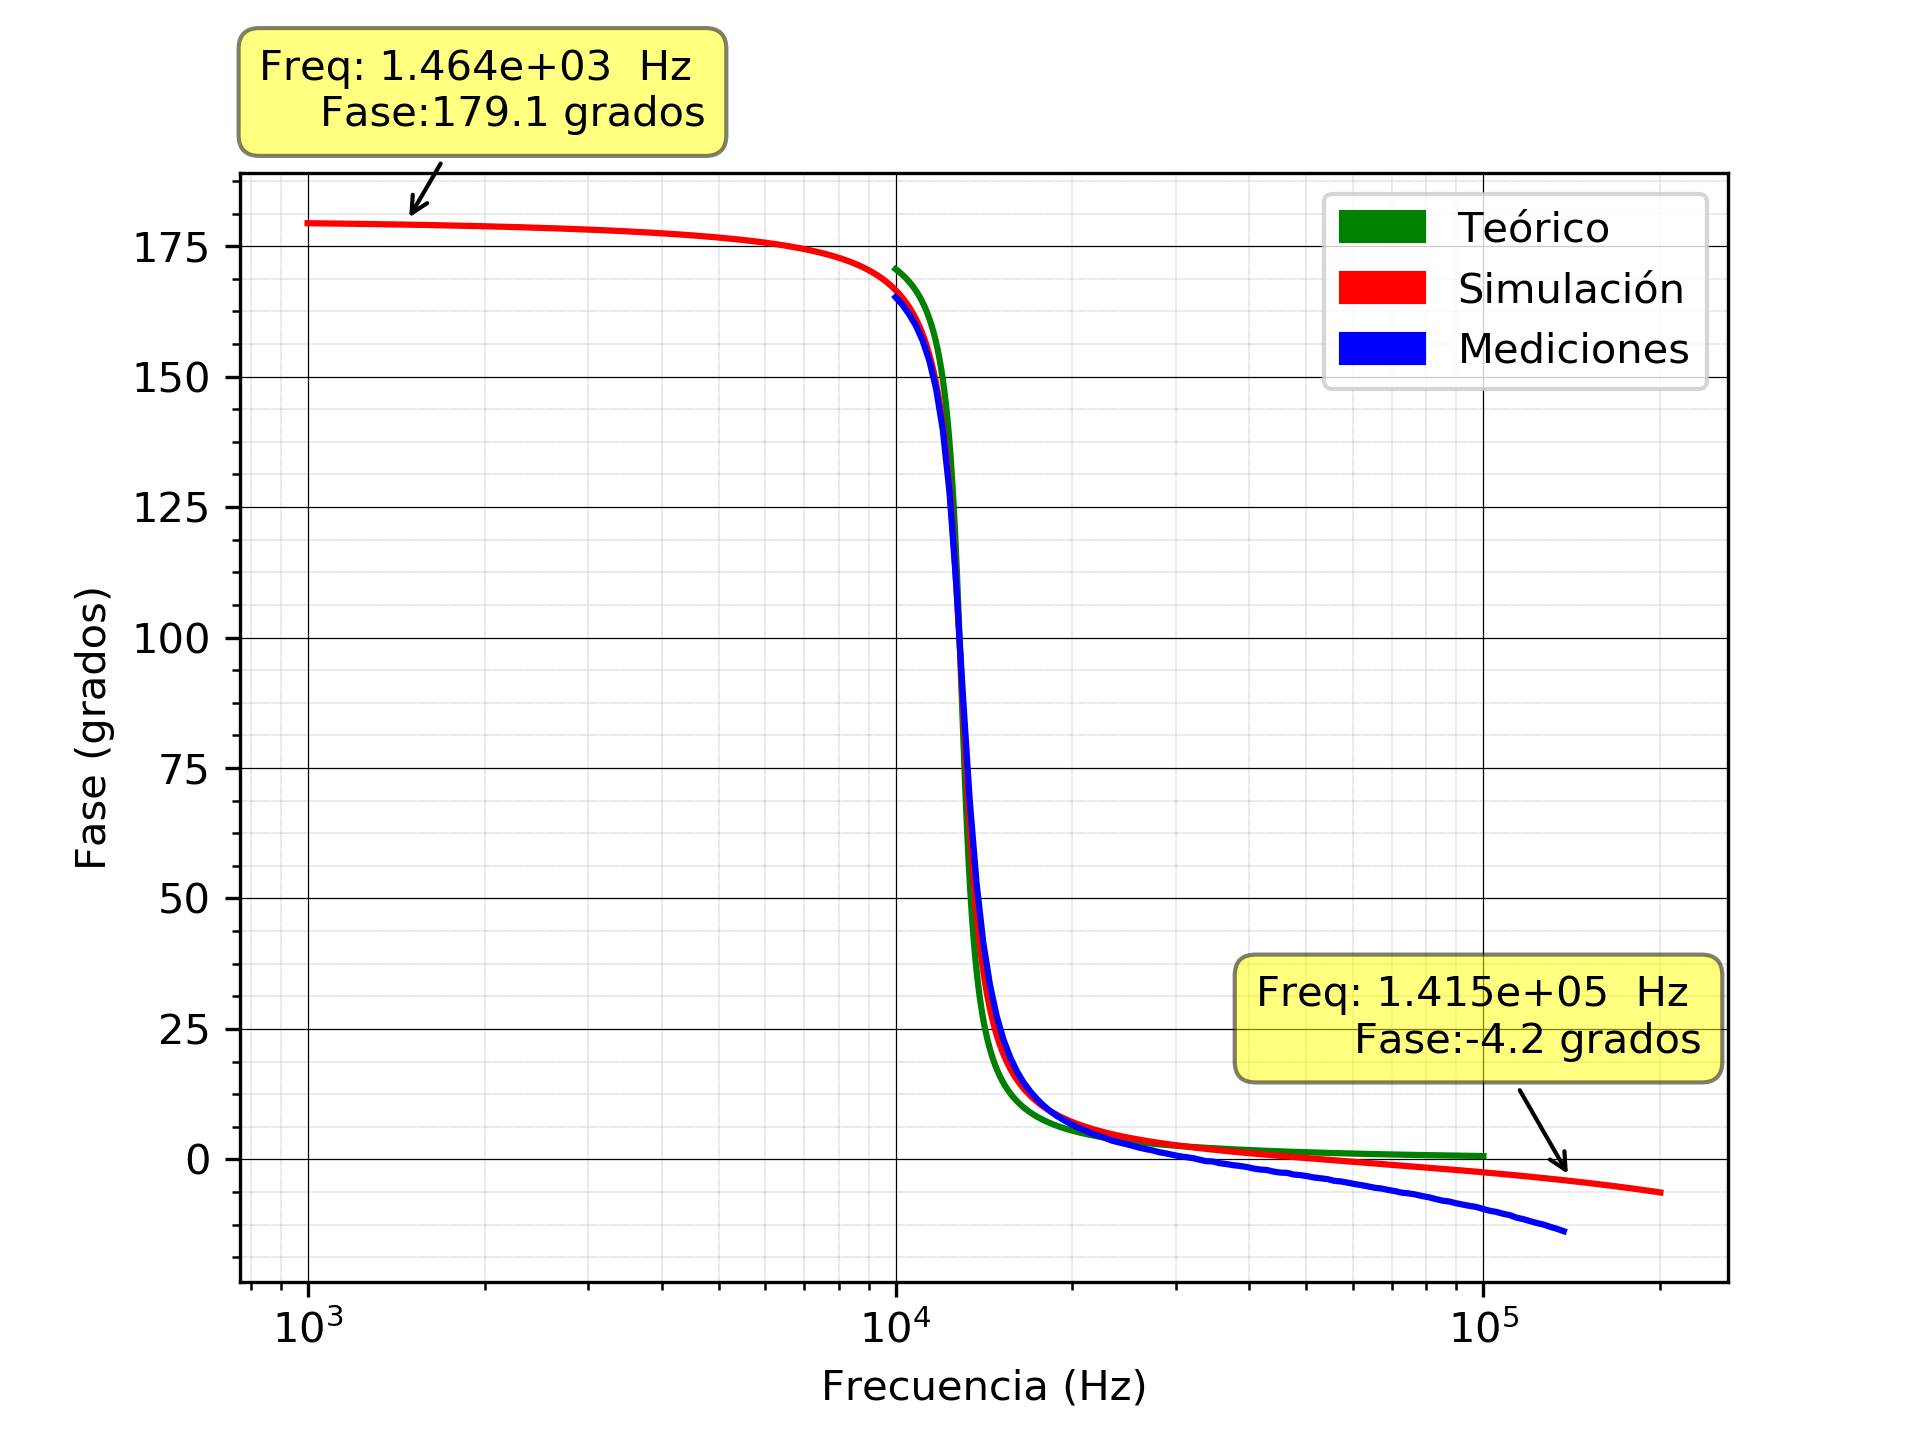 Freq: 1.464e+03  Hz
Fase:179.1 grados
Teórico
Simulación
Mediciones
175
150
125
100
75
50
25
0
Fase (grados)
Freq: 1.415e+05  Hz
Fase:-4.2 grados
10³
10⁴
10⁵
Frecuencia (Hz)